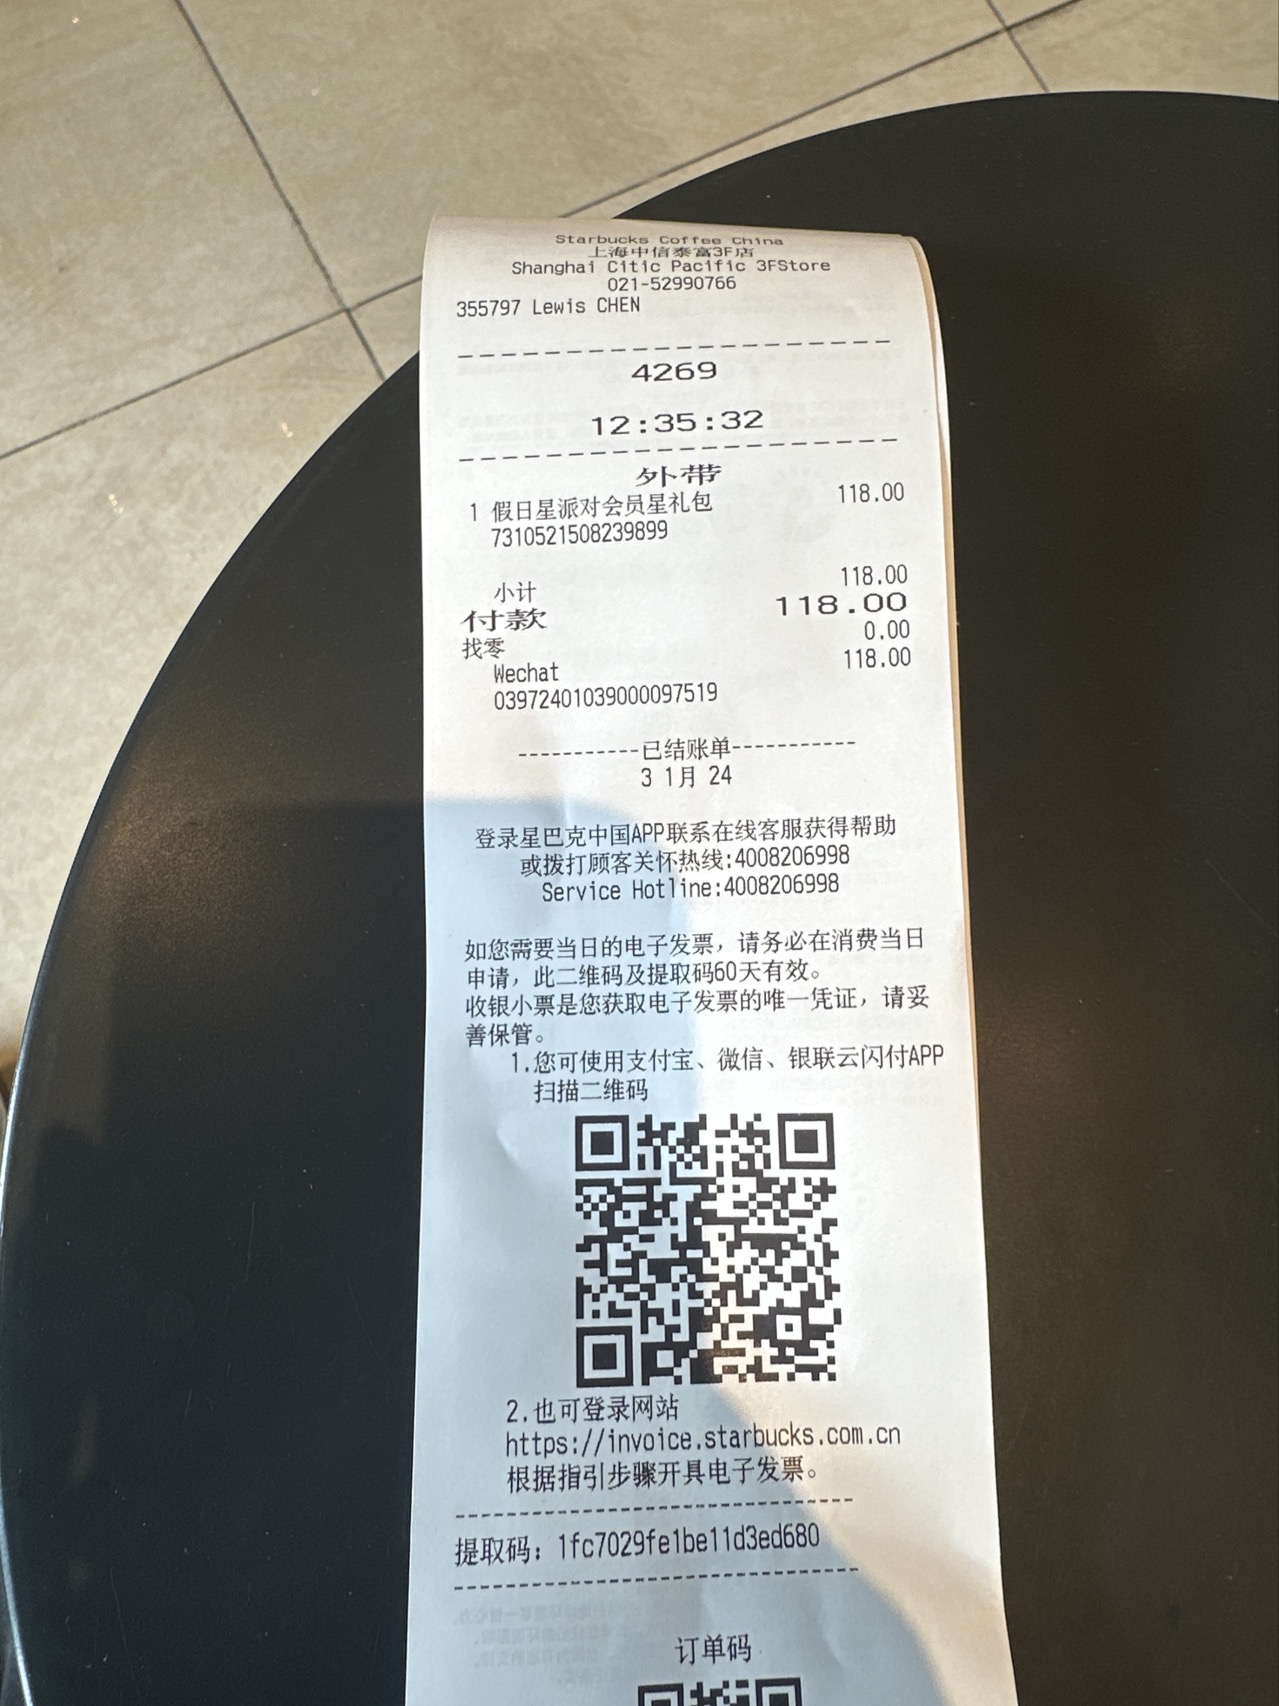 Starbucks Coffee China
上海中信泰富3F店
Shanghai Citic Pacific 3FStore
021-52990766
355797 Lewis CHEN
4269
12:35:32
外带
1 假日星派对会员星礼包 118.00
7310521508239899
小计 118.00
付款 118.00
找零 0.00
Wechat 118.00
03972401039000097519
-----------已结账单-----------
3 1月 24
登录星巴克中国APP联系在线客服获得帮助
或拨打顾客关怀热线:4008206998
Service Hotline:4008206998
如您需要当日的电子发票，请务必在消费当日
申请，此二维码及提取码60天有效。
收银小票是您获取电子发票的唯一凭证，请妥
善保管。
1.您可使用支付宝、微信、银联云闪付APP
扫描二维码
2.也可登录网站
https://invoice.starbucks.com.cn
根据指引步骤开具电子发票。
提取码：1fc7029fe1be11d3ed680
订单码